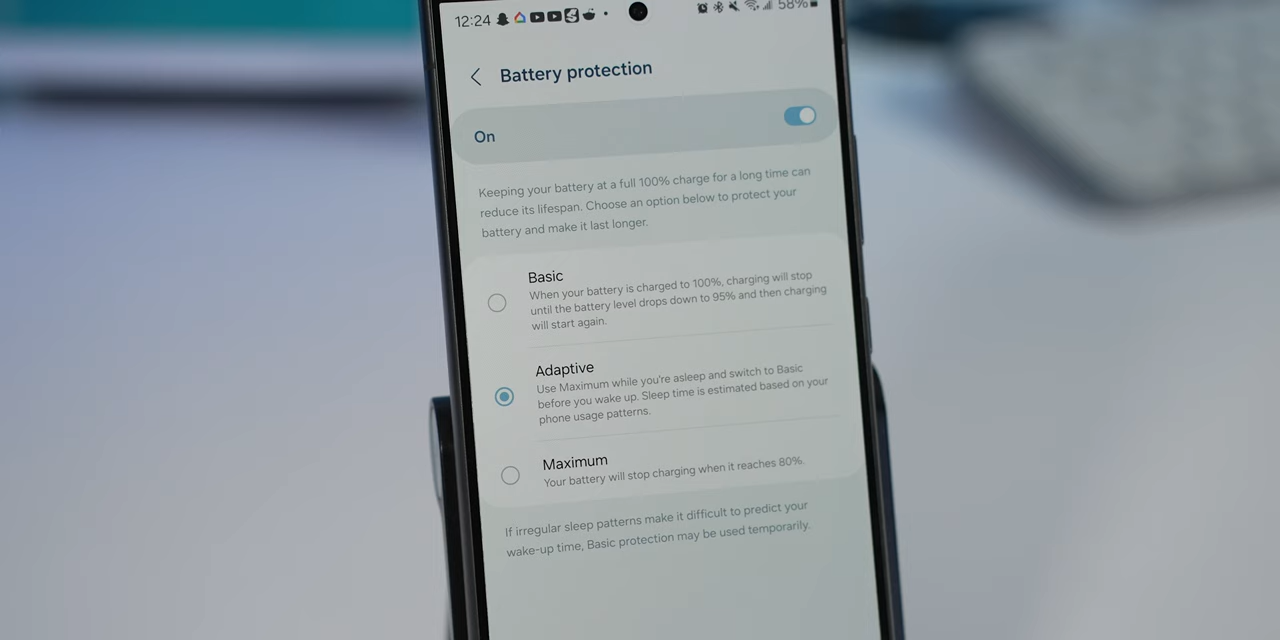 12:24 58%
Battery protection
On
Keeping your battery at a full 100% charge for a long time can
reduce its lifespan. Choose an option below to protect your
battery and make it last longer.
Basic
When your battery is charged to 100%, charging will stop
until the battery level drops down to 95% and then charging
will start again.
Adaptive
Use Maximum while you're asleep and switch to Basic
before you wake up. Sleep time is estimated based on your
phone usage patterns.
Maximum
Your battery will stop charging when it reaches 80%.
If irregular sleep patterns make it difficult to predict your
wake-up time, Basic protection may be used temporarily.